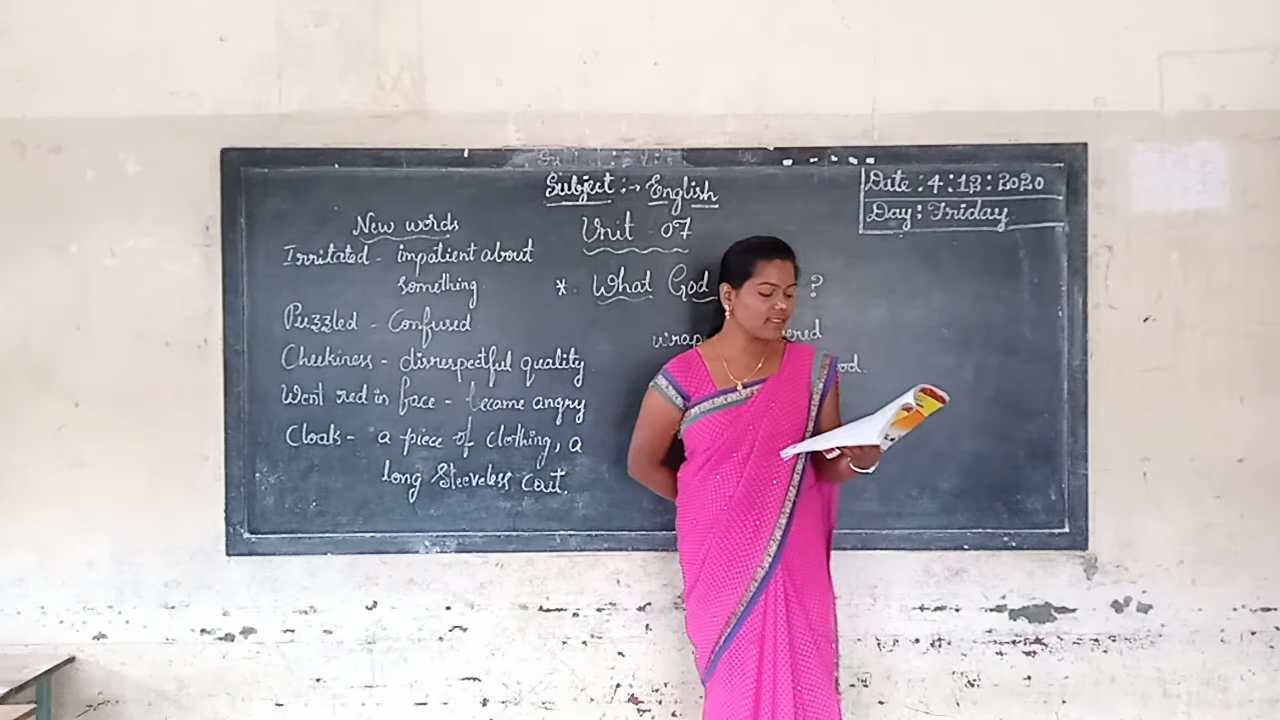 Subject :→ English
Date : 4 : 12 : 2020
Day : Friday
Unit 07
New words
Irritated - impatient about
something
Puzzled - Confused
Cheekiness - disrespectful quality
Went red in face - became angry
Cloak - a piece of clothing, a
long Sleeveless coat.
*. What God ?